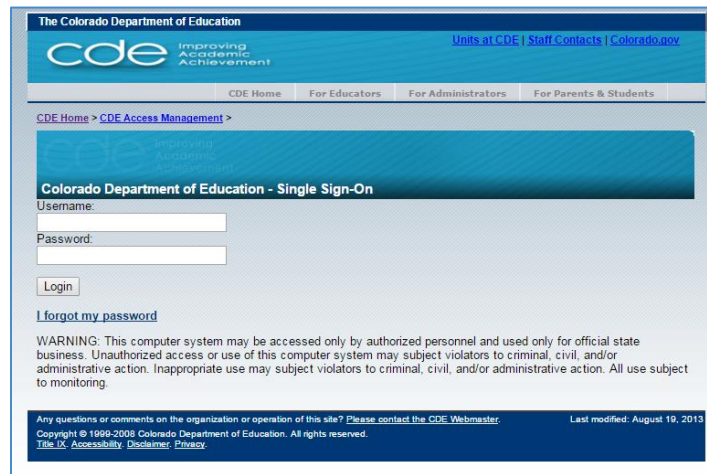 The Colorado Department of Education
cde Improving
Academic
Achievement
Units at CDE | Staff Contacts | Colorado.gov
CDE Home For Educators For Administrators For Parents & Students
CDE Home > CDE Access Management >
cde Improving
Academic
Achievement
Colorado Department of Education - Single Sign-On
Username:
Password:
Login
I forgot my password
WARNING: This computer system may be accessed only by authorized personnel and used only for official state
business. Unauthorized access or use of this computer system may subject violators to criminal, civil, and/or
administrative action. Inappropriate use may subject violators to criminal, civil, and/or administrative action. All use subject
to monitoring.
Any questions or comments on the organization or operation of this site? Please contact the CDE Webmaster. Last modified: August 19, 2013
Copyright © 1999-2008 Colorado Department of Education. All rights reserved.
Title IX. Accessibility. Disclaimer. Privacy.